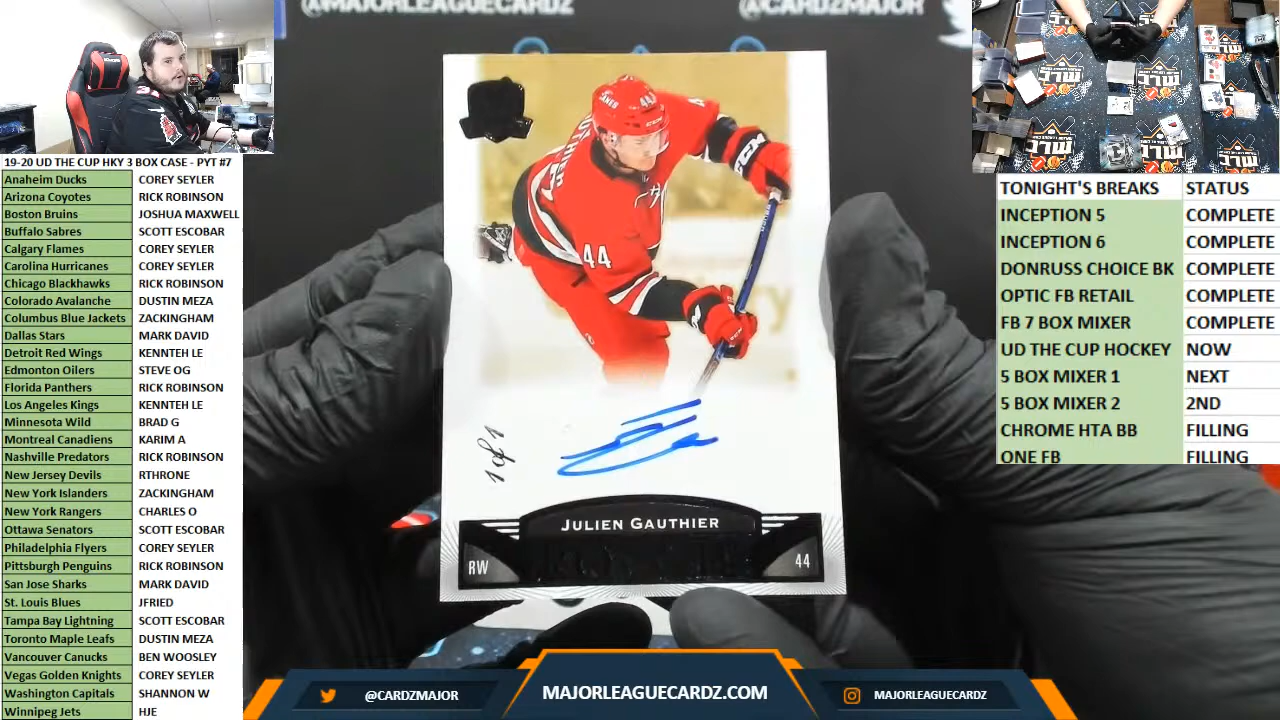 @MAJORLEAGUECARDZ
@CARDZMAJOR
19-20 UD THE CUP HKY 3 BOX CASE - PYT #7
Anaheim Ducks COREY SEYLER
Arizona Coyotes RICK ROBINSON
Boston Bruins JOSHUA MAXWELL
Buffalo Sabres SCOTT ESCOBAR
Calgary Flames COREY SEYLER
Carolina Hurricanes COREY SEYLER
Chicago Blackhawks RICK ROBINSON
Colorado Avalanche DUSTIN MEZA
Columbus Blue Jackets ZACKINGHAM
Dallas Stars MARK DAVID
Detroit Red Wings KENNTEH LE
Edmonton Oilers STEVE OG
Florida Panthers RICK ROBINSON
Los Angeles Kings KENNTEH LE
Minnesota Wild BRAD G
Montreal Canadiens KARIM A
Nashville Predators RICK ROBINSON
New Jersey Devils RTHRONE
New York Islanders ZACKINGHAM
New York Rangers CHARLES O
Ottawa Senators SCOTT ESCOBAR
Philadelphia Flyers COREY SEYLER
Pittsburgh Penguins RICK ROBINSON
San Jose Sharks MARK DAVID
St. Louis Blues JFRIED
Tampa Bay Lightning SCOTT ESCOBAR
Toronto Maple Leafs DUSTIN MEZA
Vancouver Canucks BEN WOOSLEY
Vegas Golden Knights COREY SEYLER
Washington Capitals SHANNON W
Winnipeg Jets HJE
44
44
CCM
1 of 1
JULIEN GAUTHIER
RW
44
TONIGHT'S BREAKS STATUS
INCEPTION 5 COMPLETE
INCEPTION 6 COMPLETE
DONRUSS CHOICE BK COMPLETE
OPTIC FB RETAIL COMPLETE
FB 7 BOX MIXER COMPLETE
UD THE CUP HOCKEY NOW
5 BOX MIXER 1 NEXT
5 BOX MIXER 2 2ND
CHROME HTA BB FILLING
ONE FB FILLING
@CARDZMAJOR
MAJORLEAGUECARDZ.COM
MAJORLEAGUECARDZ